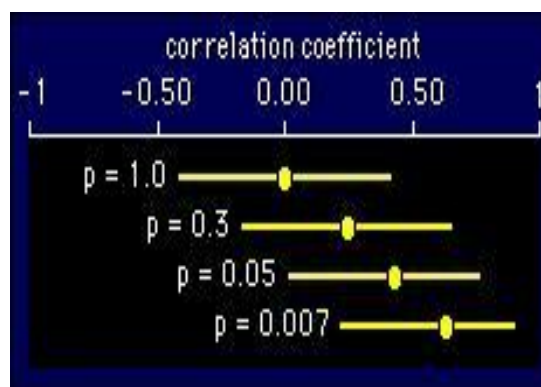 correlation coefficient
-1 -0.50 0.00 0.50 1
p = 1.0
p = 0.3
p = 0.05
p = 0.007